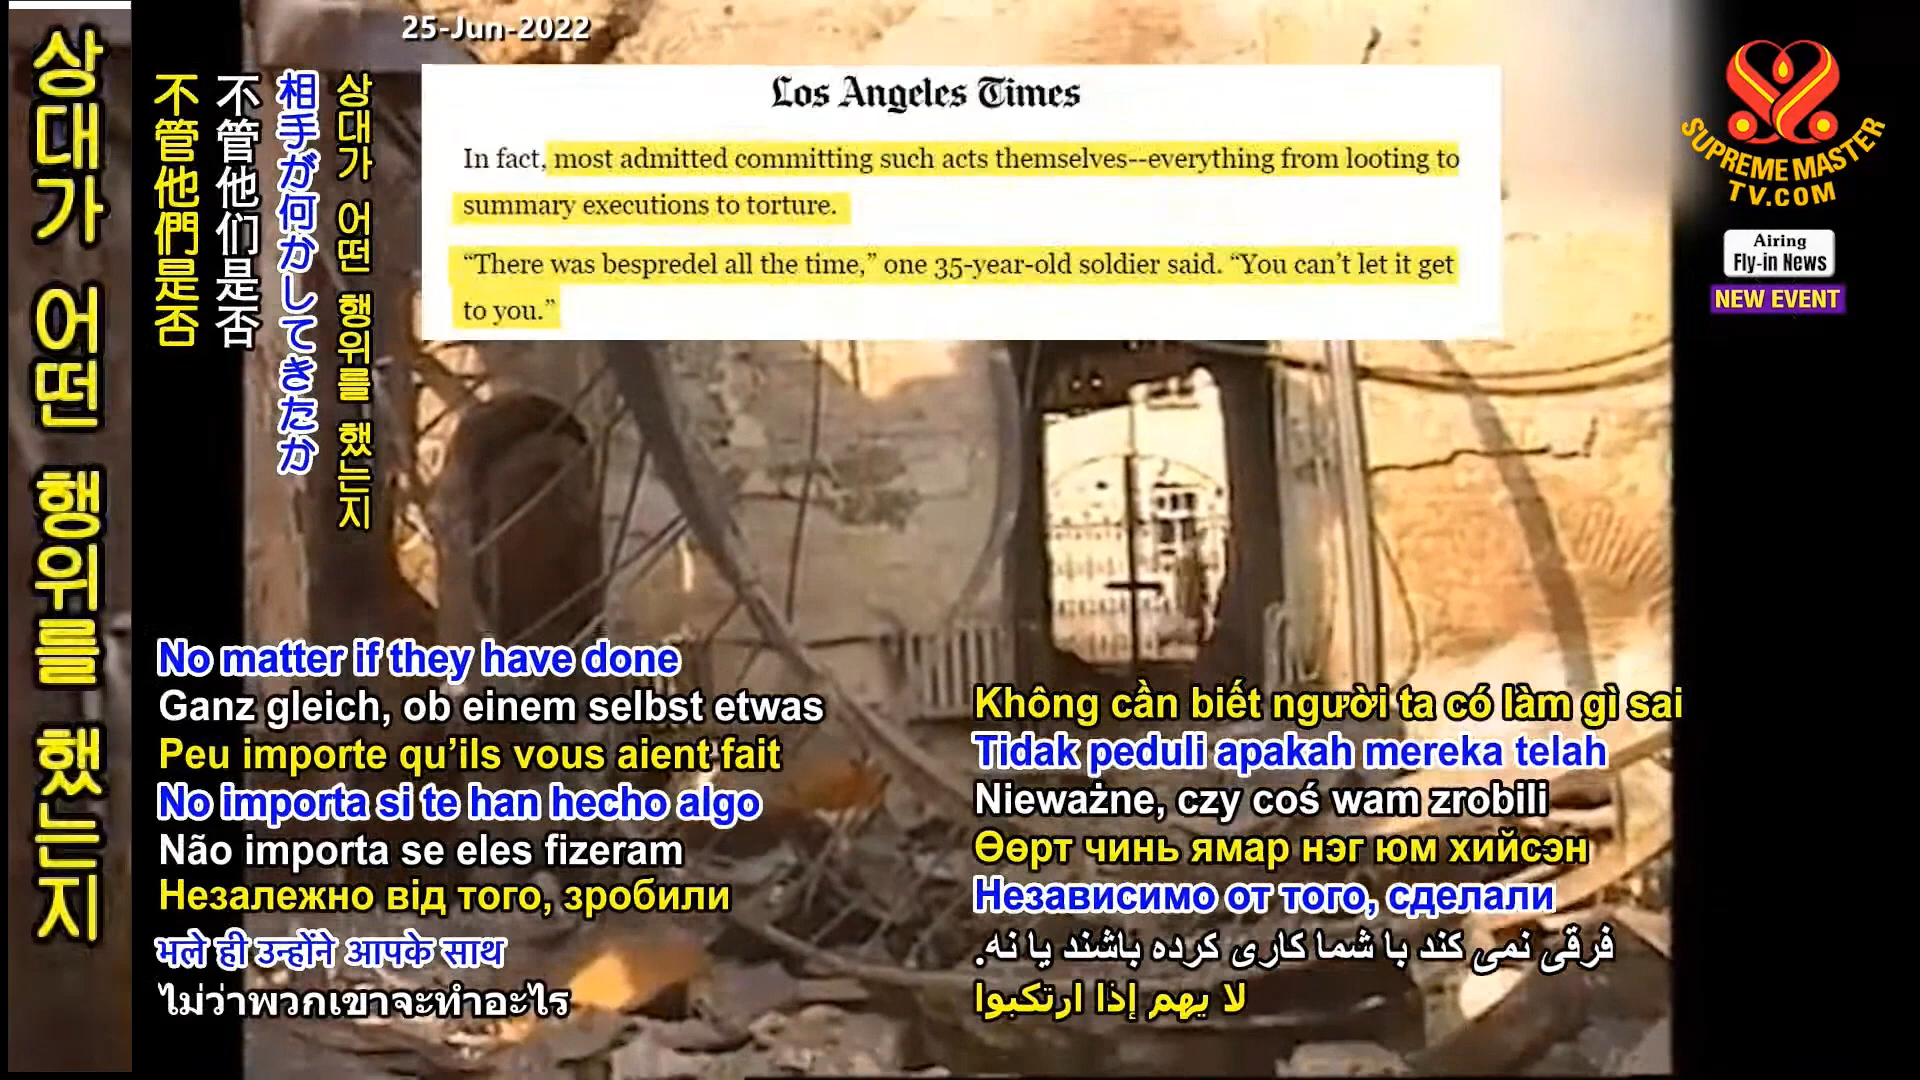 상대가 어떤 행위를 했는지
不管他們是否
不管他们是否
相手が何かしてきたか
상대가 어떤 행위를 했는지
25-Jun-2022
Los Angeles Times
In fact, most admitted committing such acts themselves--everything from looting to
summary executions to torture.
“There was bespredel all the time,” one 35-year-old soldier said. “You can’t let it get
to you.”
SUPREME MASTER
TV.COM
Airing
Fly-in News
NEW EVENT
No matter if they have done
Ganz gleich, ob einem selbst etwas
Peu importe qu’ils vous aient fait
No importa si te han hecho algo
Não importa se eles fizeram
Незалежно від того, зробили
भले ही उन्होंने आपके साथ
ไม่ว่าพวกเขาจะทำอะไร
Không cần biết người ta có làm gì sai
Tidak peduli apakah mereka telah
Nieważne, czy coś wam zrobili
Өөрт чинь ямар нэг юм хийсэн
Независимо от того, сделали
فرقی نمی کند با شما کاری کرده باشند یا نه.
لا يهم إذا ارتكبوا